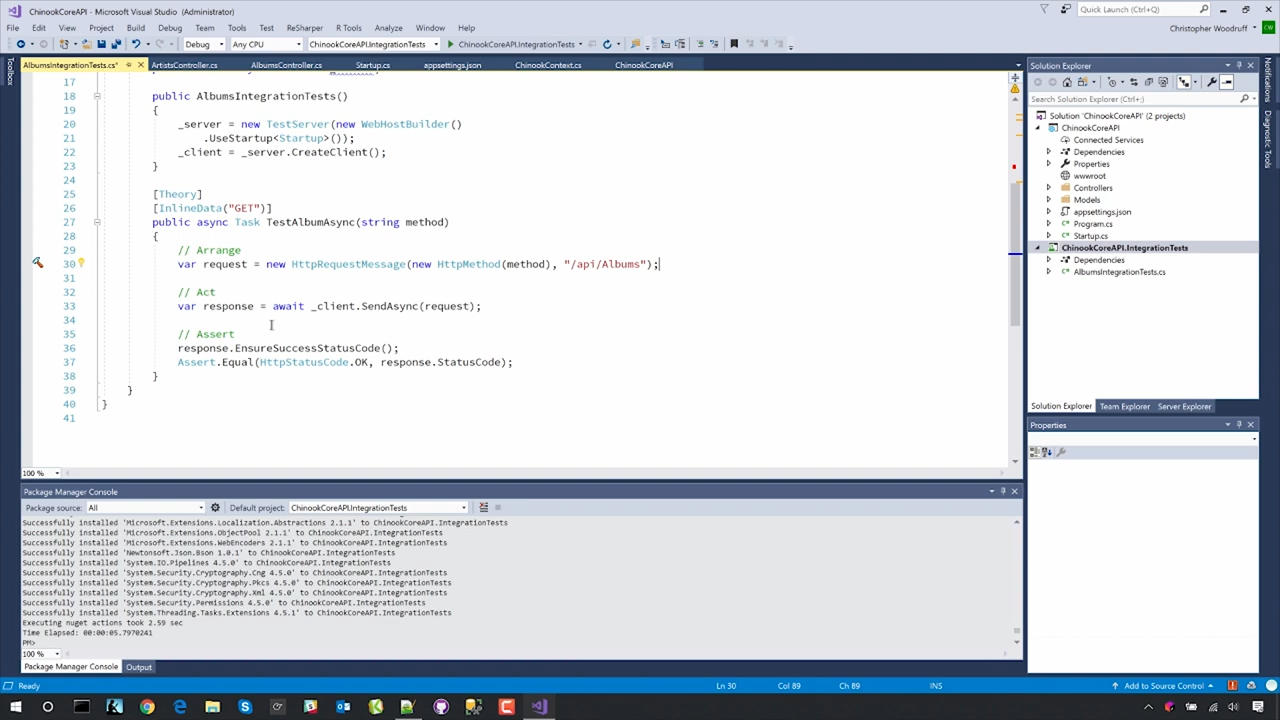 ChinookCoreAPI - Microsoft Visual Studio (Administrator)
Quick Launch (Ctrl+Q)
File Edit View Project Build Debug Team Tools Test ReSharper R Tools Analyze Window Help
Christopher Woodruff
CW
Debug Any CPU ChinookCoreAPI.IntegrationTests ChinookCoreAPI.IntegrationTests
Toolbox
AlbumsIntegrationTests.cs* ArtistsController.cs AlbumsController.cs Startup.cs appsettings.json ChinookContext.cs ChinookCoreAPI
17
18 public AlbumsIntegrationTests()
19 {
20 _server = new TestServer(new WebHostBuilder()
21 .UseStartup<Startup>());
22 _client = _server.CreateClient();
23 }
24
25 [Theory]
26 [InlineData("GET")]
27 public async Task TestAlbumAsync(string method)
28 {
29 // Arrange
30 var request = new HttpRequestMessage(new HttpMethod(method), "/api/Albums");
31
32 // Act
33 var response = await _client.SendAsync(request);
34
35 // Assert
36 response.EnsureSuccessStatusCode();
37 Assert.Equal(HttpStatusCode.OK, response.StatusCode);
38 }
39 }
40 }
41
100 %
Package Manager Console
Package source: All Default project: ChinookCoreAPI.IntegrationTests
Successfully installed 'Microsoft.Extensions.Localization.Abstractions 2.1.1' to ChinookCoreAPI.IntegrationTests
Successfully installed 'Microsoft.Extensions.ObjectPool 2.1.1' to ChinookCoreAPI.IntegrationTests
Successfully installed 'Microsoft.Extensions.WebEncoders 2.1.1' to ChinookCoreAPI.IntegrationTests
Successfully installed 'Newtonsoft.Json.Bson 1.0.1' to ChinookCoreAPI.IntegrationTests
Successfully installed 'System.IO.Pipelines 4.5.0' to ChinookCoreAPI.IntegrationTests
Successfully installed 'System.Security.Cryptography.Cng 4.5.0' to ChinookCoreAPI.IntegrationTests
Successfully installed 'System.Security.Cryptography.Pkcs 4.5.0' to ChinookCoreAPI.IntegrationTests
Successfully installed 'System.Security.Cryptography.Xml 4.5.0' to ChinookCoreAPI.IntegrationTests
Successfully installed 'System.Security.Permissions 4.5.0' to ChinookCoreAPI.IntegrationTests
Successfully installed 'System.Threading.Tasks.Extensions 4.5.1' to ChinookCoreAPI.IntegrationTests
Executing nuget actions took 2.59 sec
Time Elapsed: 00:00:05.7970241
PM>
100 %
Package Manager Console Output
Solution Explorer
Search Solution Explorer (Ctrl+;)
Solution 'ChinookCoreAPI' (2 projects)
ChinookCoreAPI
Connected Services
Dependencies
Properties
wwwroot
Controllers
Models
appsettings.json
Program.cs
Startup.cs
ChinookCoreAPI.IntegrationTests
Dependencies
AlbumsIntegrationTests.cs
Solution Explorer Team Explorer Server Explorer
Properties
Notifications
Diagnostic Tools
Ready Ln 30 Col 89 Ch 89 INS Add to Source Control